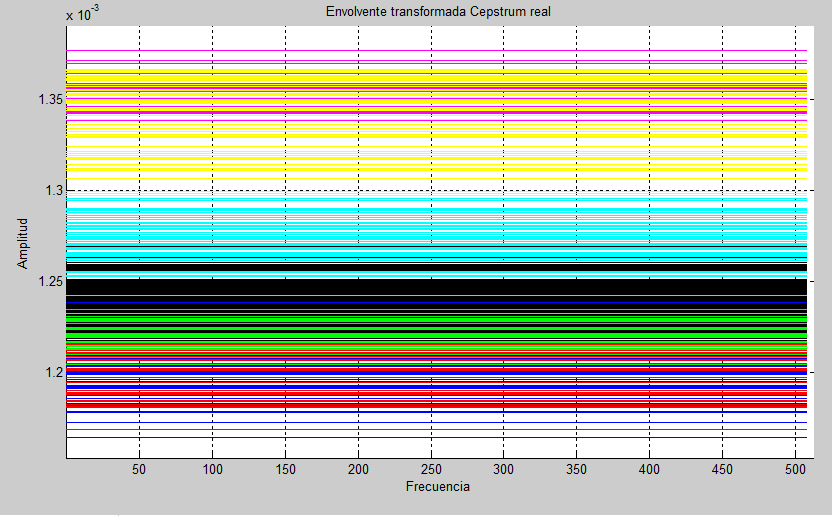 Envolvente transformada Cepstrum real
x 10^-3
1.35
1.3
1.25
1.2
Amplitud
50 100 150 200 250 300 350 400 450 500
Frecuencia